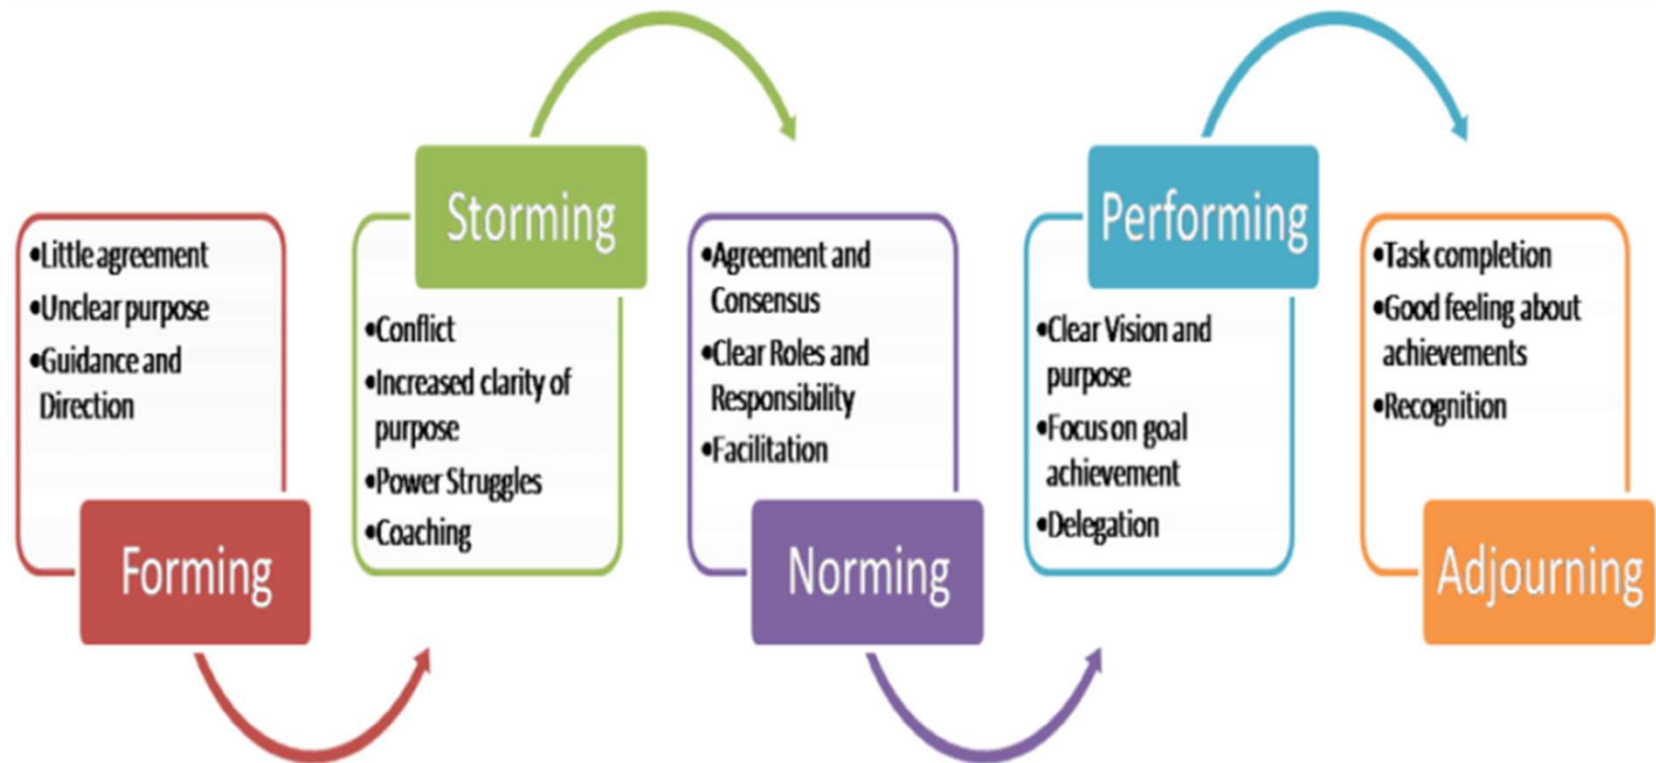 •Little agreement
•Unclear purpose
•Guidance and
Direction
Forming
Storming
•Conflict
•Increased clarity of
purpose
•Power Struggles
•Coaching
•Agreement and
Consensus
•Clear Roles and
Responsibility
•Facilitation
Norming
Performing
•Clear Vision and
purpose
•Focus on goal
achievement
•Delegation
•Task completion
•Good feeling about
achievements
•Recognition
Adjourning